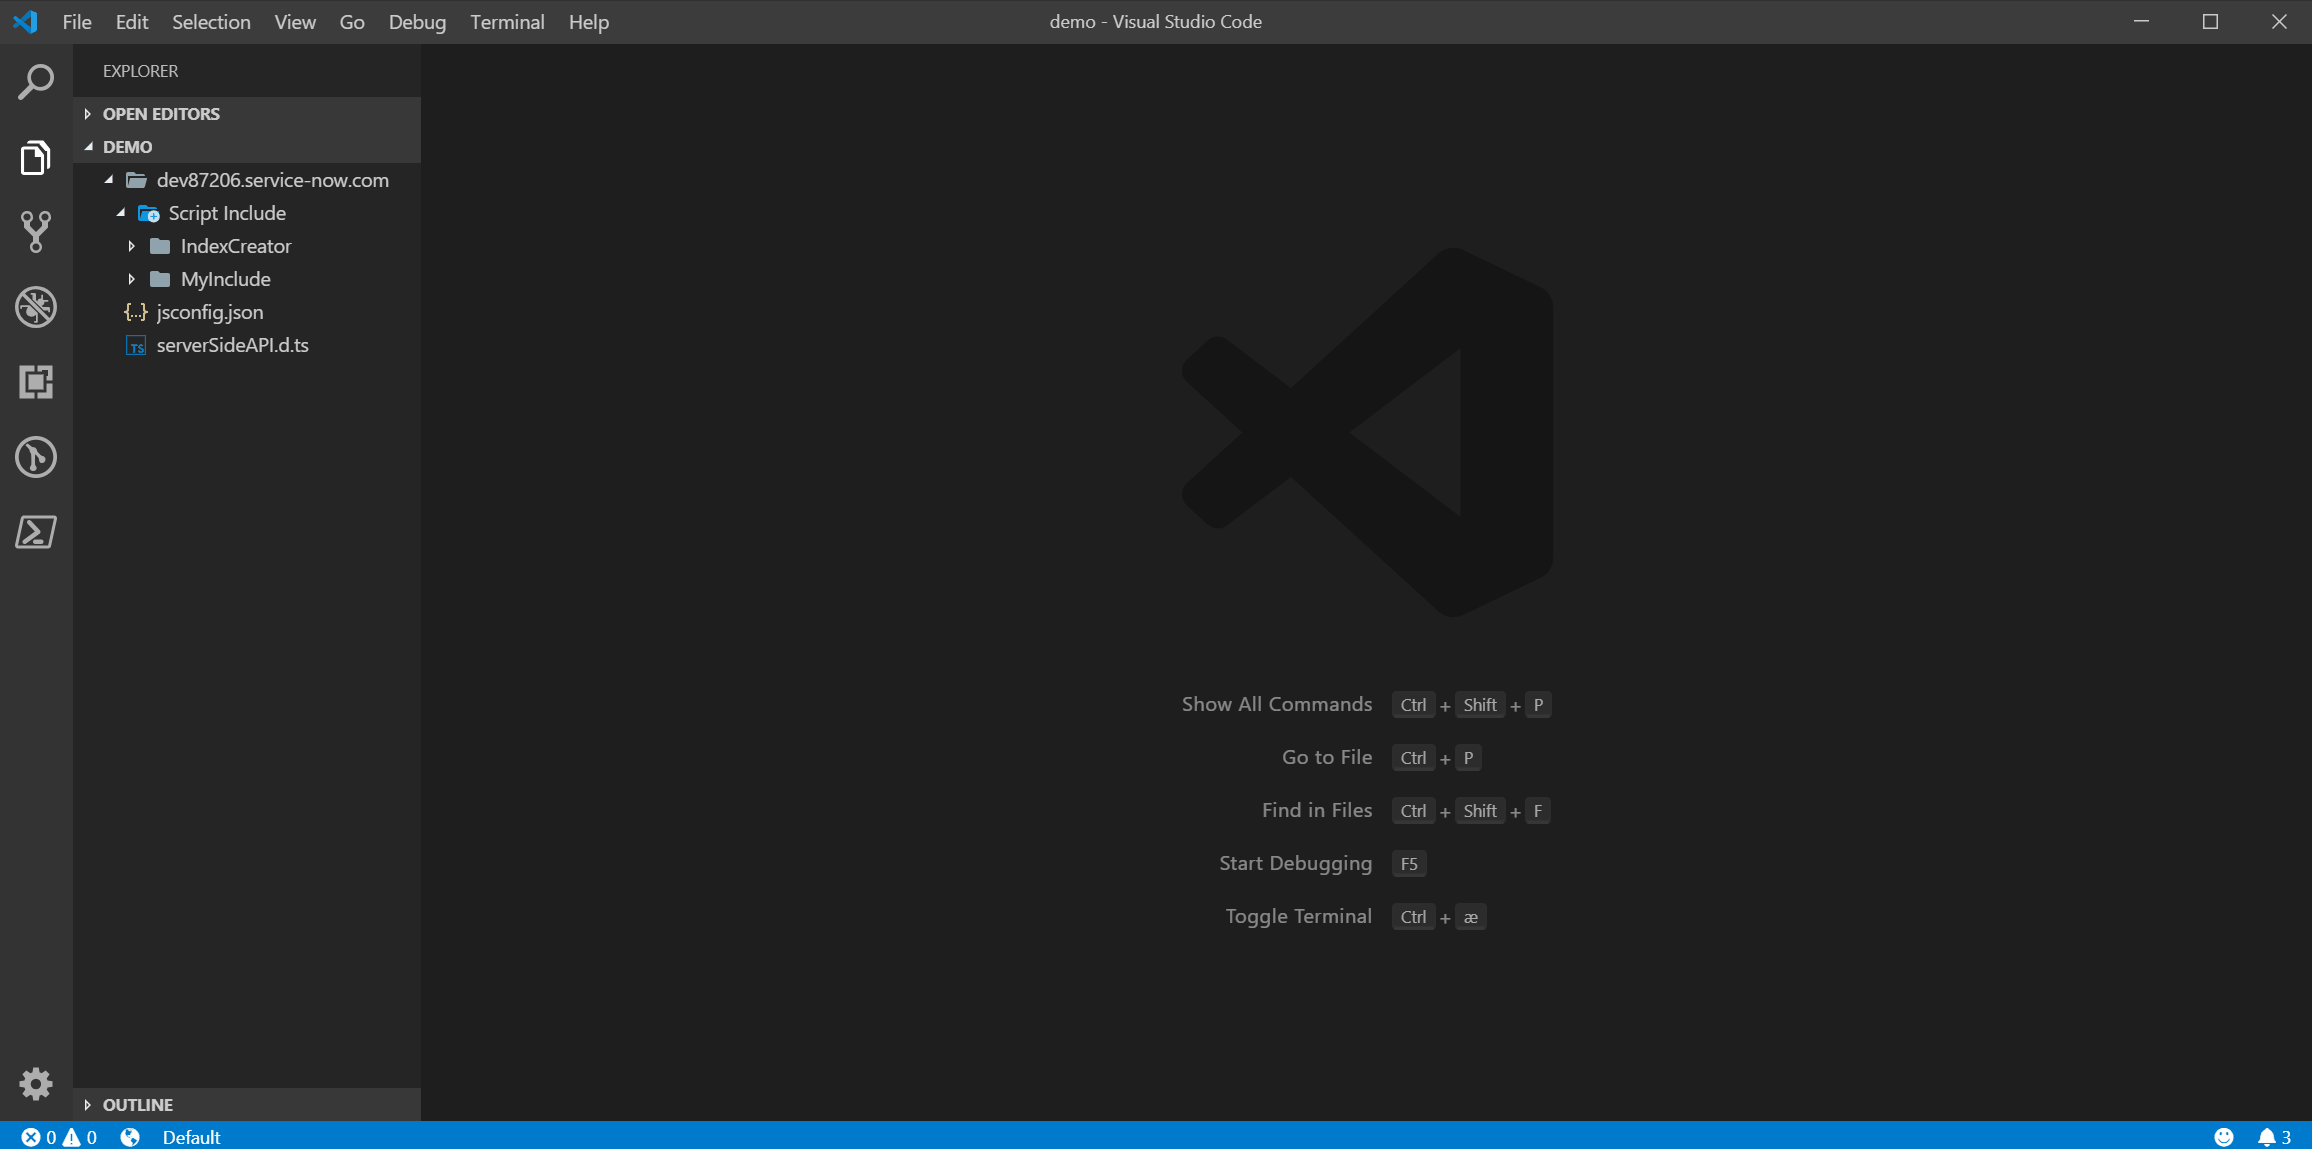 File Edit Selection View Go Debug Terminal Help
demo - Visual Studio Code
EXPLORER
OPEN EDITORS
DEMO
dev87206.service-now.com
Script Include
IndexCreator
MyInclude
{...} jsconfig.json
TS serverSideAPI.d.ts
Show All Commands Ctrl + Shift + P
Go to File Ctrl + P
Find in Files Ctrl + Shift + F
Start Debugging F5
Toggle Terminal Ctrl + æ
OUTLINE
0 0 Default 3